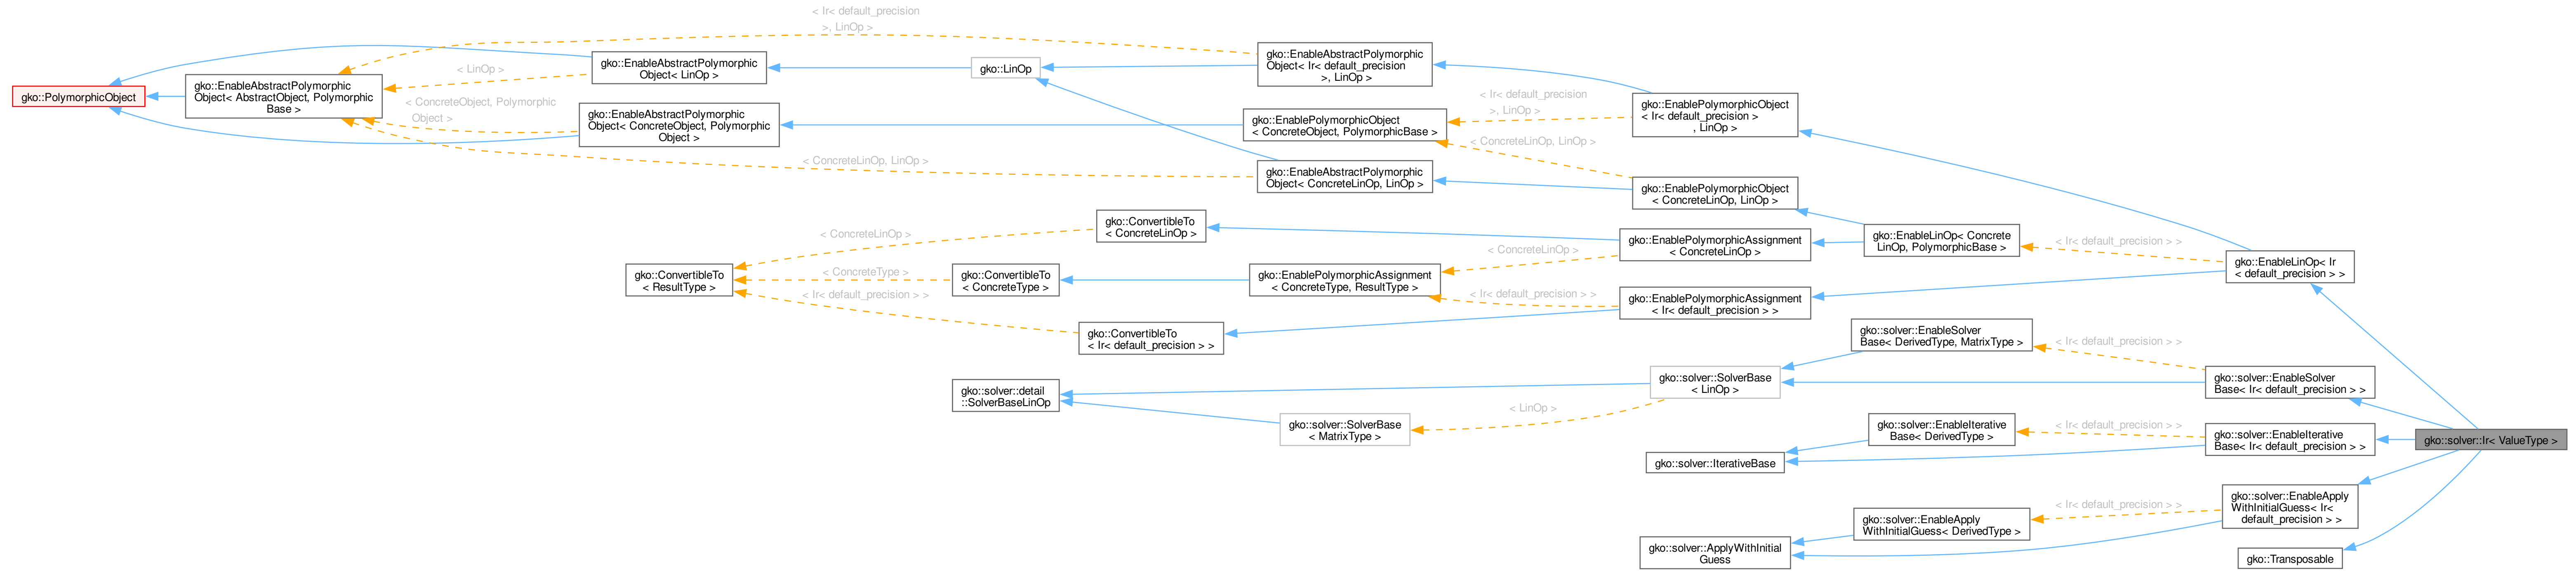 gko::PolymorphicObject
gko::EnableAbstractPolymorphic
Object< AbstractObject, Polymorphic
Base >
< Ir< default_precision
>, LinOp >
< LinOp >
< ConcreteObject, Polymorphic
Object >
gko::EnableAbstractPolymorphic
Object< LinOp >
gko::EnableAbstractPolymorphic
Object< ConcreteObject, Polymorphic
Object >
< ConcreteLinOp, LinOp >
gko::LinOp
gko::EnableAbstractPolymorphic
Object< Ir< default_precision
>, LinOp >
gko::EnablePolymorphicObject
< ConcreteObject, PolymorphicBase >
gko::EnableAbstractPolymorphic
Object< ConcreteLinOp, LinOp >
< Ir< default_precision
>, LinOp >
< ConcreteLinOp, LinOp >
gko::EnablePolymorphicObject
< Ir< default_precision >
, LinOp >
gko::EnablePolymorphicObject
< ConcreteLinOp, LinOp >
gko::ConvertibleTo
< ResultType >
< ConcreteLinOp >
< ConcreteType >
< Ir< default_precision > >
gko::ConvertibleTo
< ConcreteLinOp >
gko::ConvertibleTo
< ConcreteType >
gko::ConvertibleTo
< Ir< default_precision > >
gko::EnablePolymorphicAssignment
< ConcreteType, ResultType >
< ConcreteLinOp >
< Ir< default_precision > >
gko::EnablePolymorphicAssignment
< ConcreteLinOp >
gko::EnablePolymorphicAssignment
< Ir< default_precision > >
gko::EnableLinOp< Concrete
LinOp, PolymorphicBase >
< Ir< default_precision > >
gko::EnableLinOp< Ir
< default_precision > >
gko::solver::detail
::SolverBaseLinOp
gko::solver::SolverBase
< MatrixType >
< LinOp >
gko::solver::SolverBase
< LinOp >
gko::solver::EnableSolver
Base< DerivedType, MatrixType >
< Ir< default_precision > >
gko::solver::EnableSolver
Base< Ir< default_precision > >
gko::solver::IterativeBase
gko::solver::EnableIterative
Base< DerivedType >
< Ir< default_precision > >
gko::solver::EnableIterative
Base< Ir< default_precision > >
gko::solver::Ir< ValueType >
gko::solver::ApplyWithInitial
Guess
gko::solver::EnableApply
WithInitialGuess< DerivedType >
< Ir< default_precision > >
gko::solver::EnableApply
WithInitialGuess< Ir<
default_precision > >
gko::Transposable